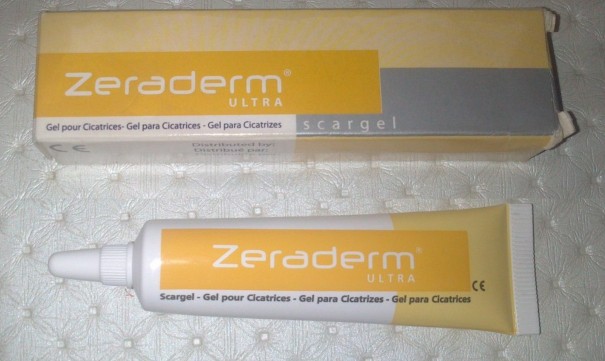 Zeraderm®
ULTRA
Gel pour Cicatrices- Gel para Cicatrices - Gel para Cicatrizes
scargel
CE
Distributed by:
Distribué par:
Zeraderm®
ULTRA
CE
Scargel - Gel pour Cicatrices - Gel para Cicatrizes - Gel para Cicatrices